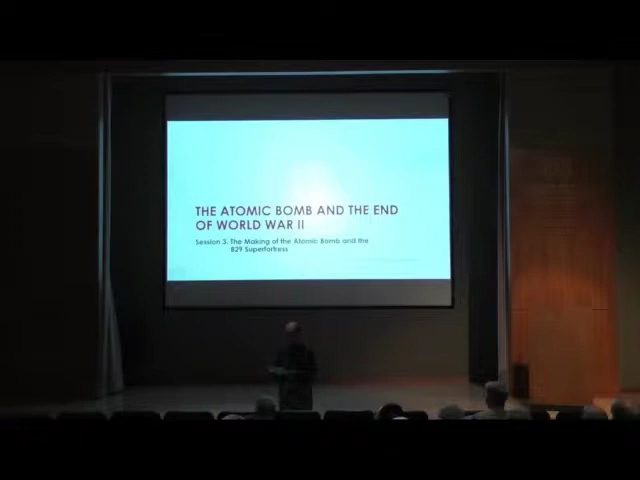 THE ATOMIC BOMB AND THE END
OF WORLD WAR II
Session 3. The Making of the Atomic Bomb and the
B29 Superfortress